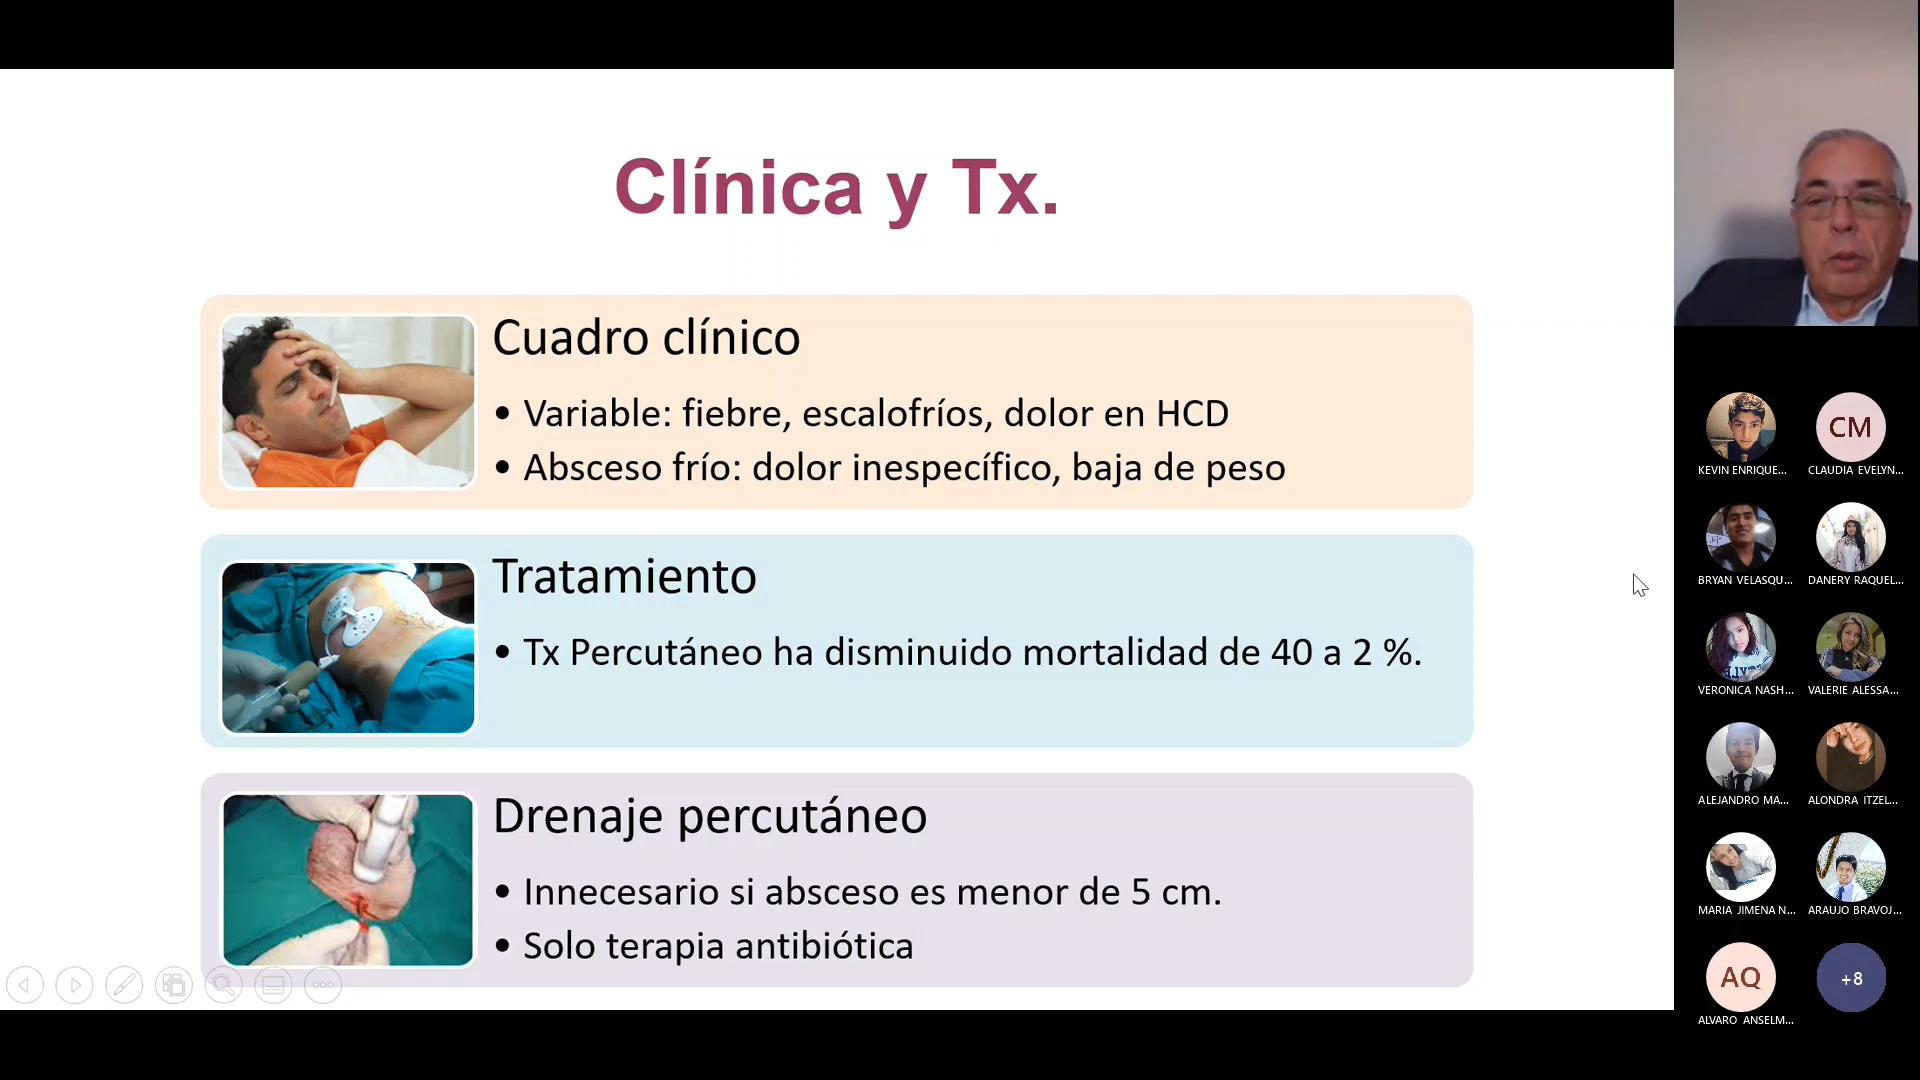 Clínica y Tx.
Cuadro clínico
• Variable: fiebre, escalofríos, dolor en HCD
• Absceso frío: dolor inespecífico, baja de peso
Tratamiento
• Tx Percutáneo ha disminuido mortalidad de 40 a 2 %.
Drenaje percutáneo
• Innecesario si absceso es menor de 5 cm.
• Solo terapia antibiótica
KEVIN ENRIQUE...
CM
CLAUDIA EVELYN...
BRYAN VELASQU...
DANERY RAQUEL...
VERONICA NASH...
VALERIE ALESSA...
ALEJANDRO MA...
ALONDRA ITZEL...
MARIA JIMENA N...
ARAUJO BRAVOJ...
AQ
ALVARO ANSELM...
+8